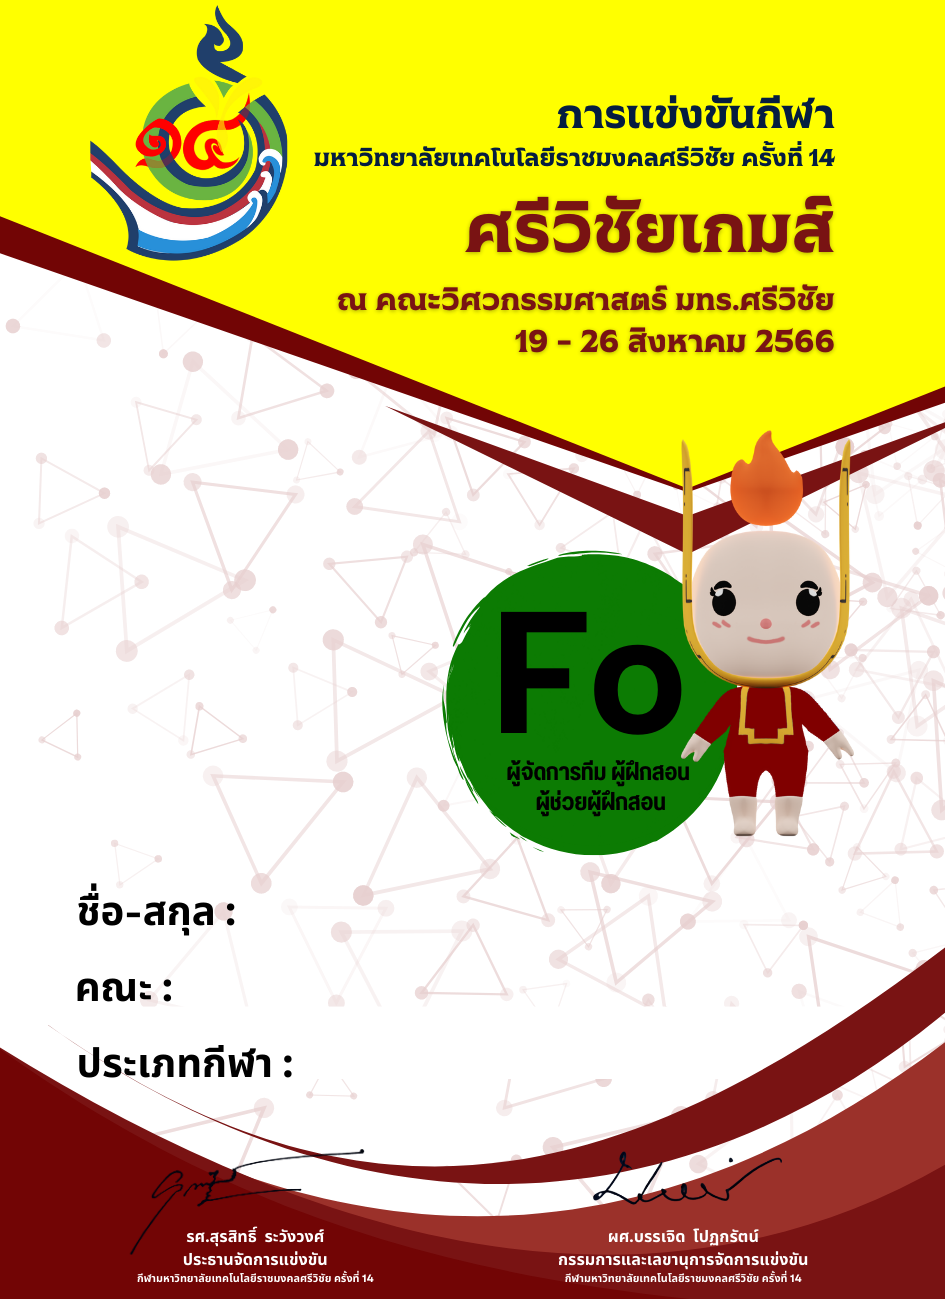 ๑๔
การแข่งขันกีฬา
มหาวิทยาลัยเทคโนโลยีราชมงคลศรีวิชัย ครั้งที่ 14
ศรีวิชัยเกมส์
ณ คณะวิศวกรรมศาสตร์ มทร.ศรีวิชัย
19 - 26 สิงหาคม 2566
Fo
ผู้จัดการทีม ผู้ฝึกสอน
ผู้ช่วยผู้ฝึกสอน
ชื่อ-สกุล :
คณะ :
ประเภทกีฬา :
รศ.สุรสิทธิ์ ระวังวงศ์
ประธานจัดการแข่งขัน
กีฬามหาวิทยาลัยเทคโนโลยีราชมงคลศรีวิชัย ครั้งที่ 14
ผศ.บรรเจิด โปฏกรัตน์
กรรมการและเลขานุการจัดการแข่งขัน
กีฬามหาวิทยาลัยเทคโนโลยีราชมงคลศรีวิชัย ครั้งที่ 14